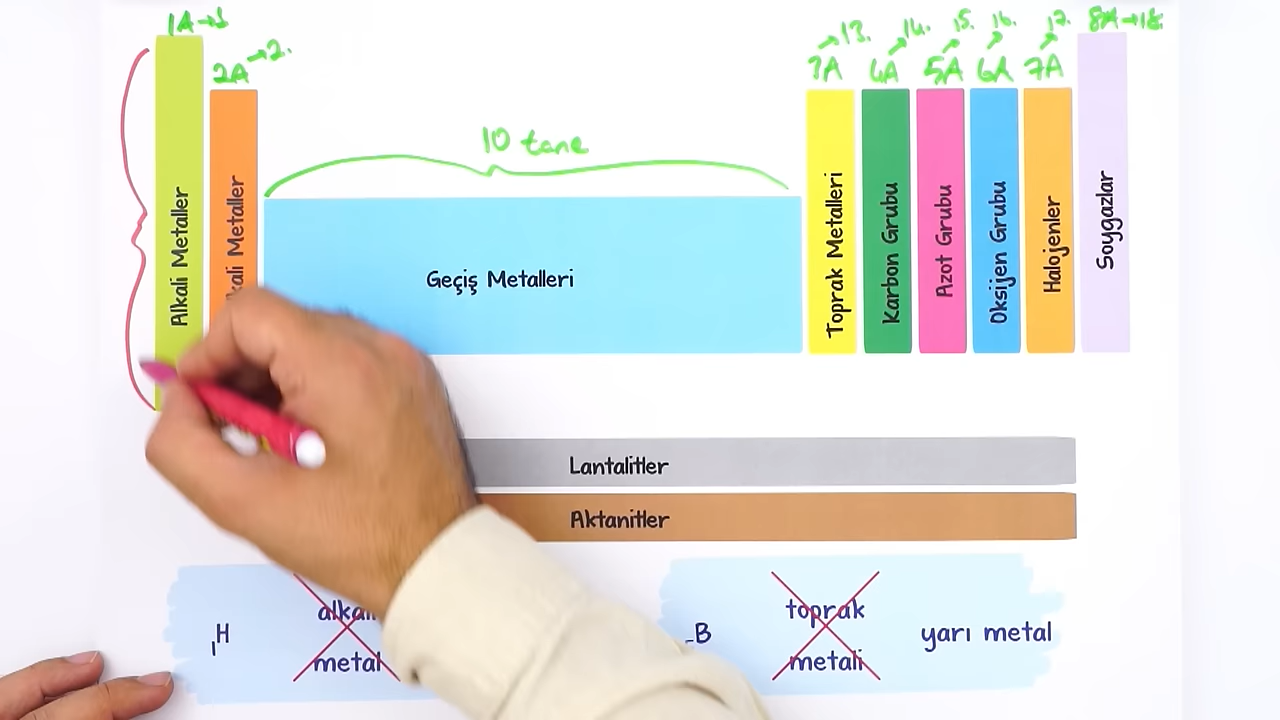 1A→1
8A→18.
2A→2.
→13.
14.
15.
16.
17.
3A
4A
5A
6A
7A
10 tane
Alkali Metaller
kali Metaller
Geçiş Metalleri
Toprak Metalleri
Karbon Grubu
Azot Grubu
Oksijen Grubu
Halojenler
Soygazlar
Lantalitler
Aktanitler
1H
alkali
metal
B
toprak
metali
yarı metal